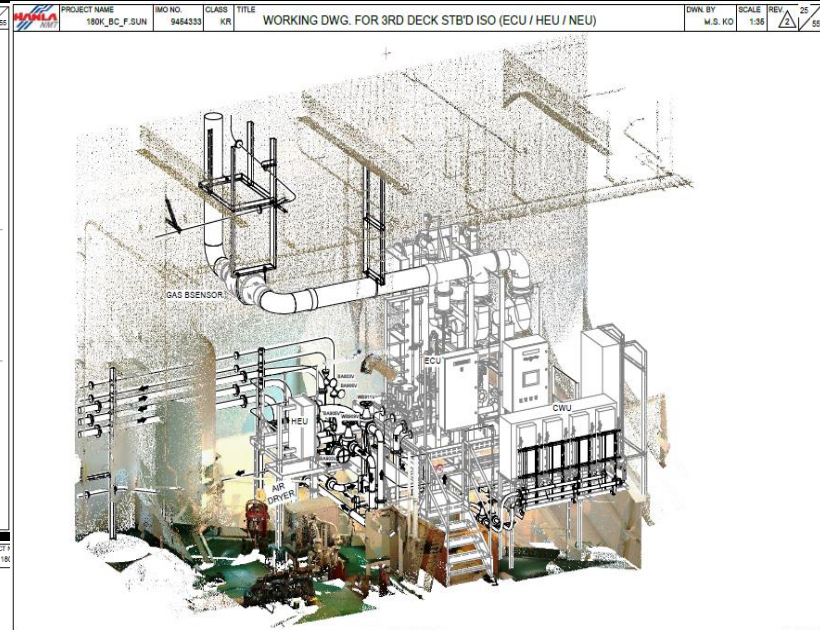 HANLA
NMT
PROJECT NAME
180K_BC_F.SUN
IMO NO.
9454333
CLASS
KR
TITLE
WORKING DWG. FOR 3RD DECK STB'D ISO (ECU / HEU / NEU)
DWN. BY
M.S. KO
SCALE
1:35
REV.
2
25
55
GAS BSENSOR
ECU
CWU
HEU
AIR
DRYER